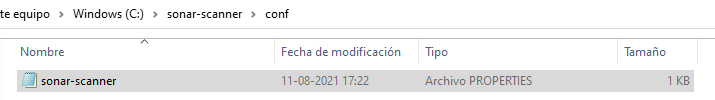 te equipo > Windows (C:) > sonar-scanner > conf
Nombre Fecha de modificación Tipo Tamaño
sonar-scanner 11-08-2021 17:22 Archivo PROPERTIES 1 KB